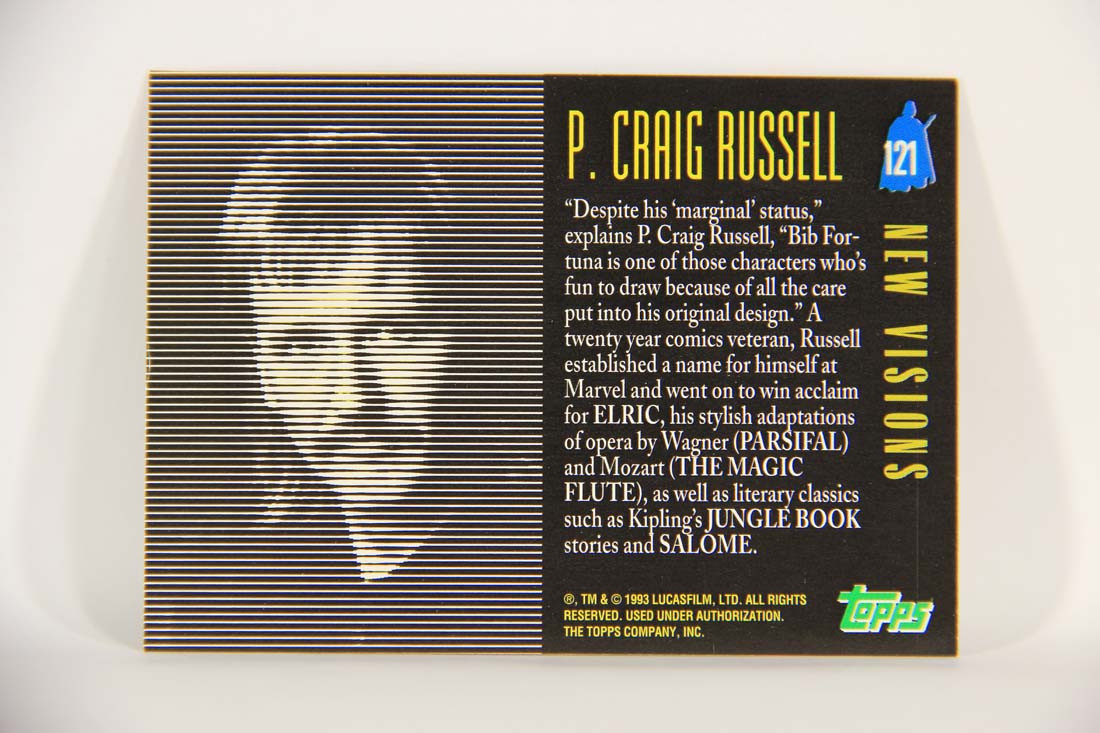 P. CRAIG RUSSELL
121
NEW VISIONS
“Despite his ‘marginal’ status,”
explains P. Craig Russell, “Bib For-
tuna is one of those characters who’s
fun to draw because of all the care
put into his original design.” A
twenty year comics veteran, Russell
established a name for himself at
Marvel and went on to win acclaim
for ELRIC, his stylish adaptations
of opera by Wagner (PARSIFAL)
and Mozart (THE MAGIC
FLUTE), as well as literary classics
such as Kipling’s JUNGLE BOOK
stories and SALOME.
®, TM & © 1993 LUCASFILM, LTD. ALL RIGHTS
RESERVED. USED UNDER AUTHORIZATION.
THE TOPPS COMPANY, INC.
topps